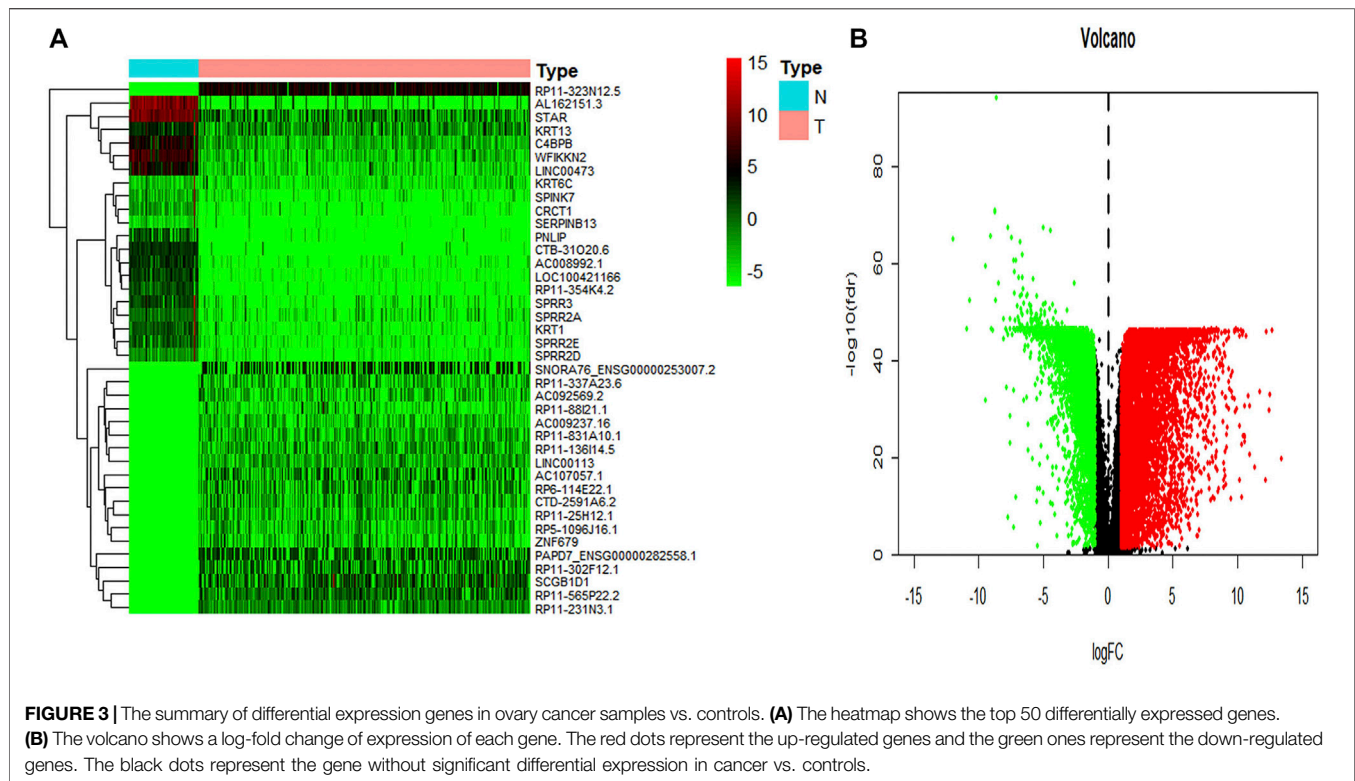 A
Type
RP11-323N12.5
AL162151.3
STAR
KRT13
C4BPB
WFIKKN2
LINC00473
KRT6C
SPINK7
CRCT1
SERPINB13
PNLIP
CTB-31O20.6
AC008992.1
LOC100421166
RP11-354K4.2
SPRR3
SPRR2A
KRT1
SPRR2E
SPRR2D
SNORA76_ENSG00000253007.2
RP11-337A23.6
AC092569.2
RP11-88I21.1
AC009237.16
RP11-831A10.1
RP11-136I14.5
LINC00113
AC107057.1
RP6-114E22.1
CTD-2591A6.2
RP11-25H12.1
RP5-1096J16.1
ZNF679
PAPD7_ENSG00000282558.1
RP11-302F12.1
SCGB1D1
RP11-565P22.2
RP11-231N3.1
15
10
5
0
-5
Type
N
T
B
Volcano
-log10(fdr)
80
60
40
20
0
-15 -10 -5 0 5 10 15
logFC
FIGURE 3 | The summary of differential expression genes in ovary cancer samples vs. controls. (A) The heatmap shows the top 50 differentially expressed genes.
(B) The volcano shows a log-fold change of expression of each gene. The red dots represent the up-regulated genes and the green ones represent the down-regulated
genes. The black dots represent the gene without significant differential expression in cancer vs. controls.